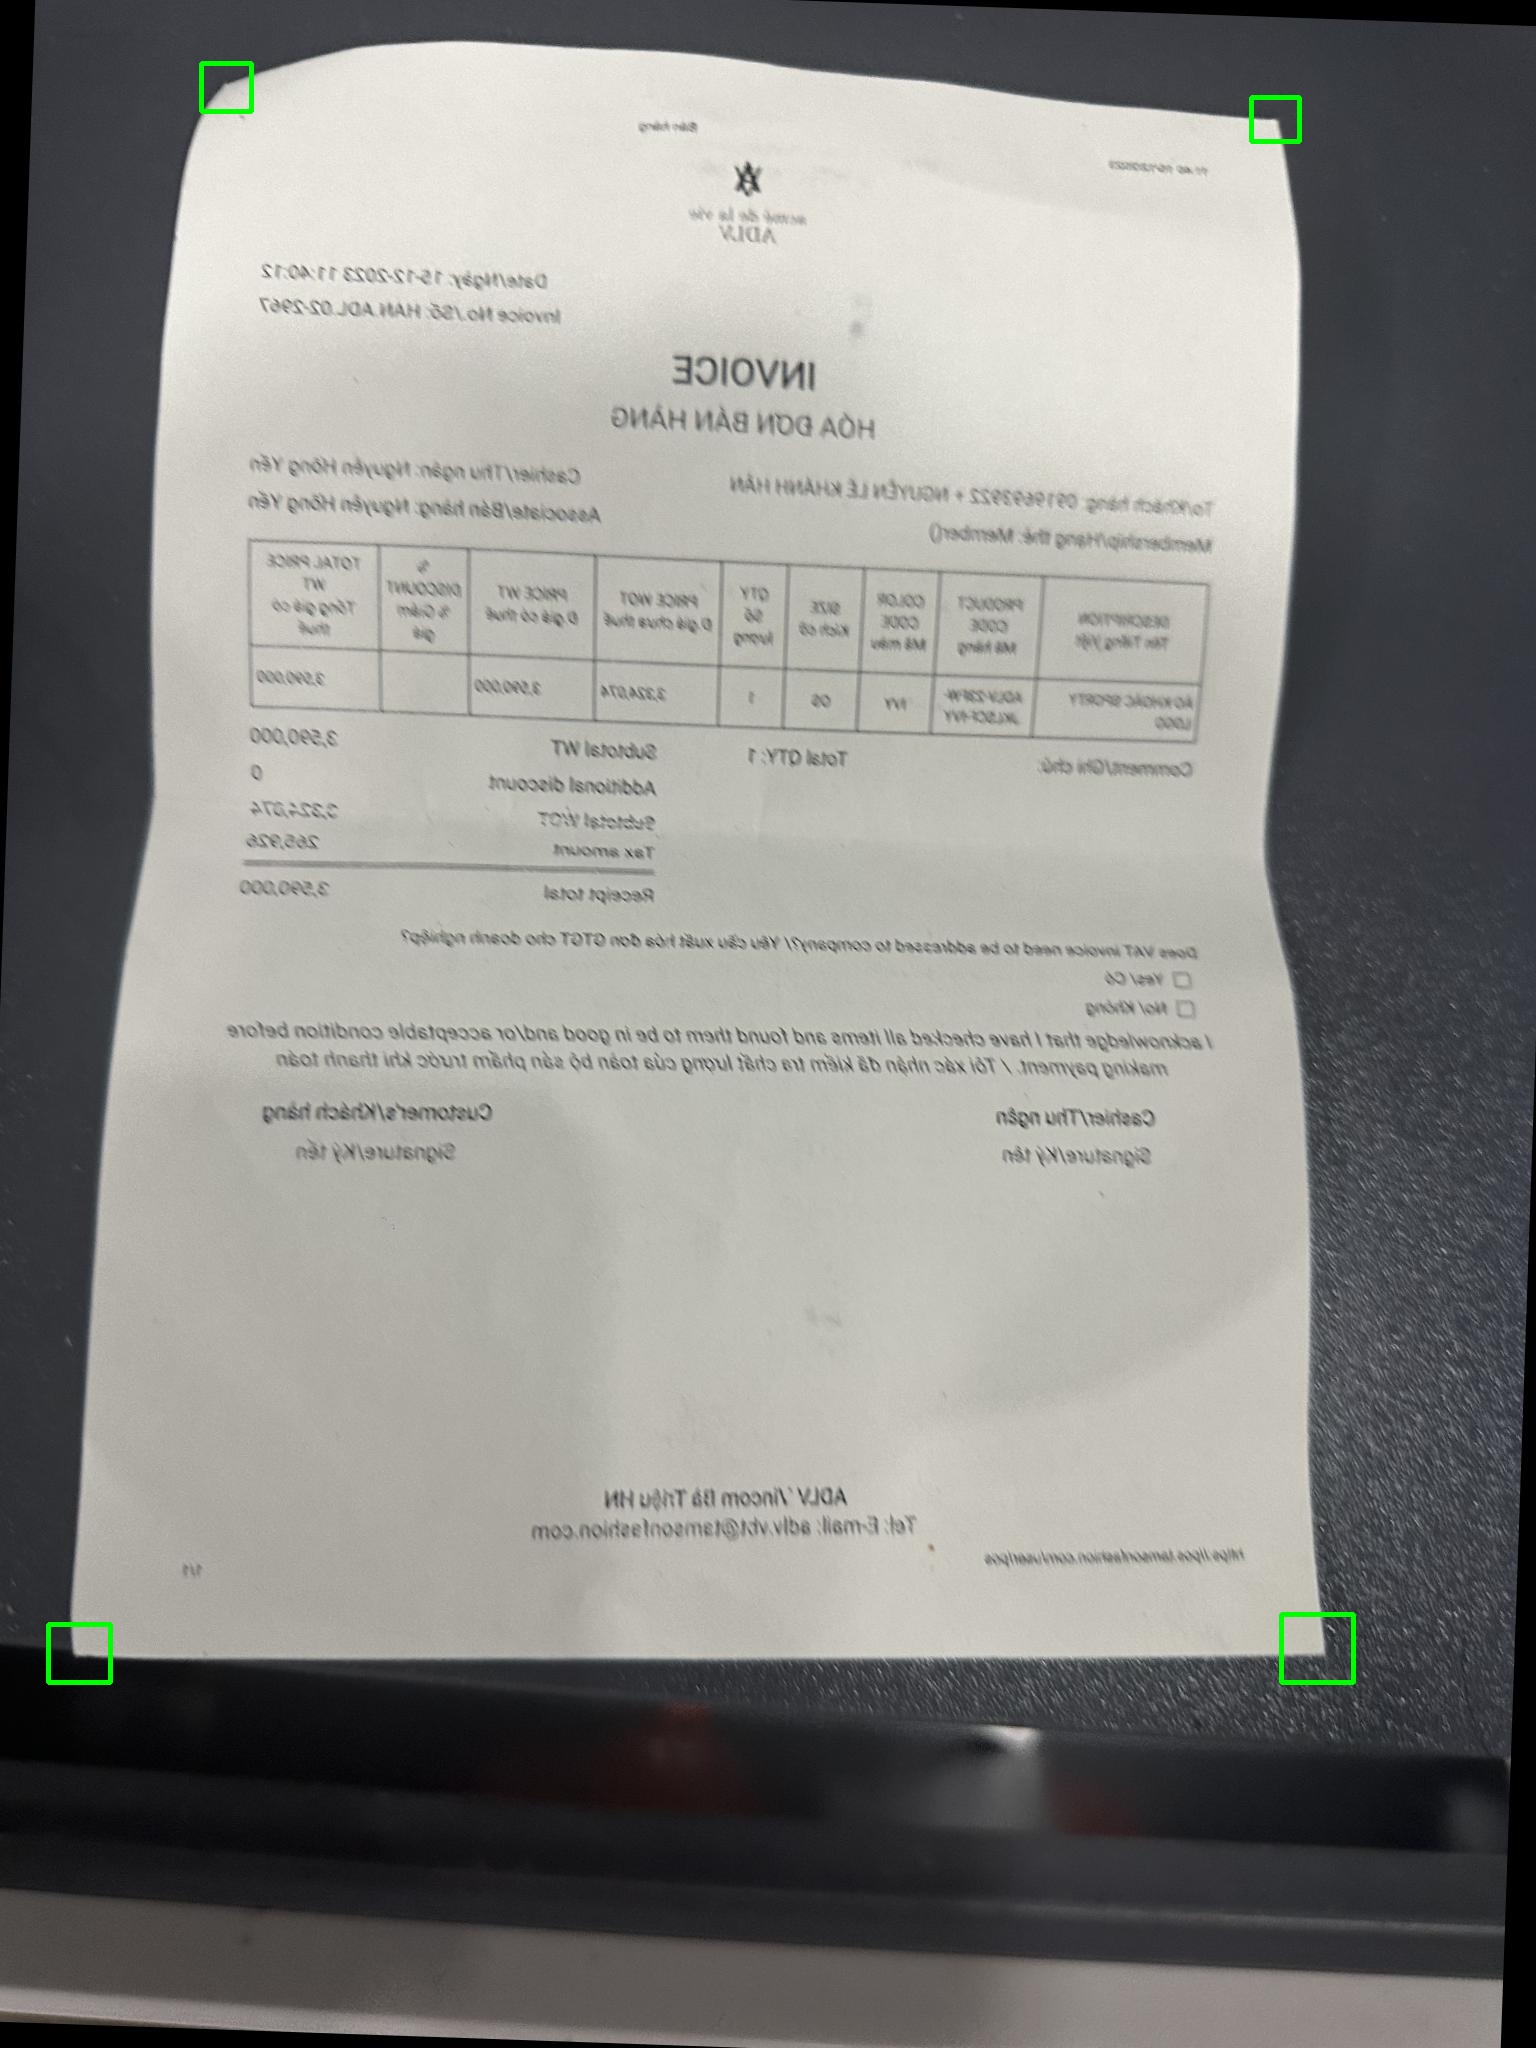 Bán hàng
acmé de la vie
ADLV
Date/Ngày: 15-12-2023 11:40:12
Invoice No./Số: HAN.ADL.02-2967
INVOICE
HÓA ĐƠN BÁN HÀNG
To/Khách hàng: 0919693922 + NGUYỄN LÊ KHÁNH HÂN
Cashier/Thu ngân: Nguyễn Hồng Yến
Membership/Hạng thẻ: Member()
Associate/Bán hàng: Nguyễn Hồng Yến
DESCRIPTION Tên Tiếng Việt PRODUCT CODE Mã hàng COLOR CODE Mã màu SIZE Kích cỡ QTY Số lượng PRICE WOT Đ.giá chưa thuế PRICE WT Đ.giá có thuế % DISCOUNT % Giảm giá TOTAL PRICE WT Tổng giá có thuế
ÁO KHOÁC SPORTY LOGO IVY OS 1 3,324,074 3,590,000 3,590,000
Comment/Ghi chú: Total QTY: 1 Subtotal WT 3,590,000
Additional discount 0
Subtotal WOT 3,324,074
Tax amount 265,926
Receipt total 3,590,000
Does VAT invoice need to be addressed to company?/ Yêu cầu xuất hóa đơn GTGT cho doanh nghiệp?
☐ Yes/ Có
☐ No/ Không
I acknowledge that I have checked all items and found them to be in good and/or acceptable condition before
making payment. / Tôi xác nhận đã kiểm tra chất lượng của toàn bộ sản phẩm trước khi thanh toán
Cashier/Thu ngân Customer's/Khách hàng
Signature/Ký tên Signature/Ký tên
ADLV Vincom Bà Triệu HN
Tel: E-mail: adlv.vbt@tamsonfashion.com
https://pos.tamsonfashion.com/user/pos 1/1